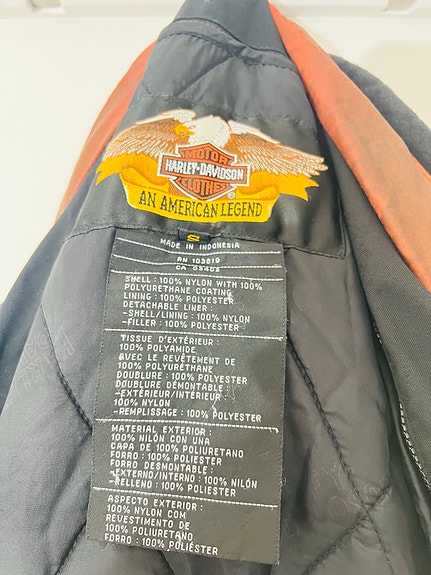 MOTOR
HARLEY-DAVIDSON
CLOTHES
®
AN AMERICAN LEGEND
S
MADE IN INDONESIA
RN 103819
CA 03402
SHELL : 100% NYLON WITH 100%
POLYURETHANE COATING
LINING : 100% POLYESTER
DETACHABLE LINER :
-SHELL/LINING : 100% NYLON
-FILLER : 100% POLYESTER
TISSUE D'EXTÉRIEUR :
100% POLYAMIDE
AVEC LE REVÊTEMENT DE
100% POLYURÉTHANE
DOUBLURE : 100% POLYESTER
DOUBLURE DÉMONTABLE :
-EXTÉRIEUR/INTÉRIEUR
100% NYLON
-REMPLISSAGE : 100% POLYESTER
MATERIAL EXTERIOR :
100% NILÓN CON UNA
CAPA DE 100% POLIURETANO
FORRO : 100% POLIÉSTER
FORRO DESMONTABLE :
-EXTERNO/INTERNO : 100% NILÓN
-RELLENO : 100% POLIÉSTER
ASPECTO EXTERIOR :
100% NYLON COM
REVESTIMENTO DE
100% POLIURETANO
FORRO : 100% POLIÉSTER